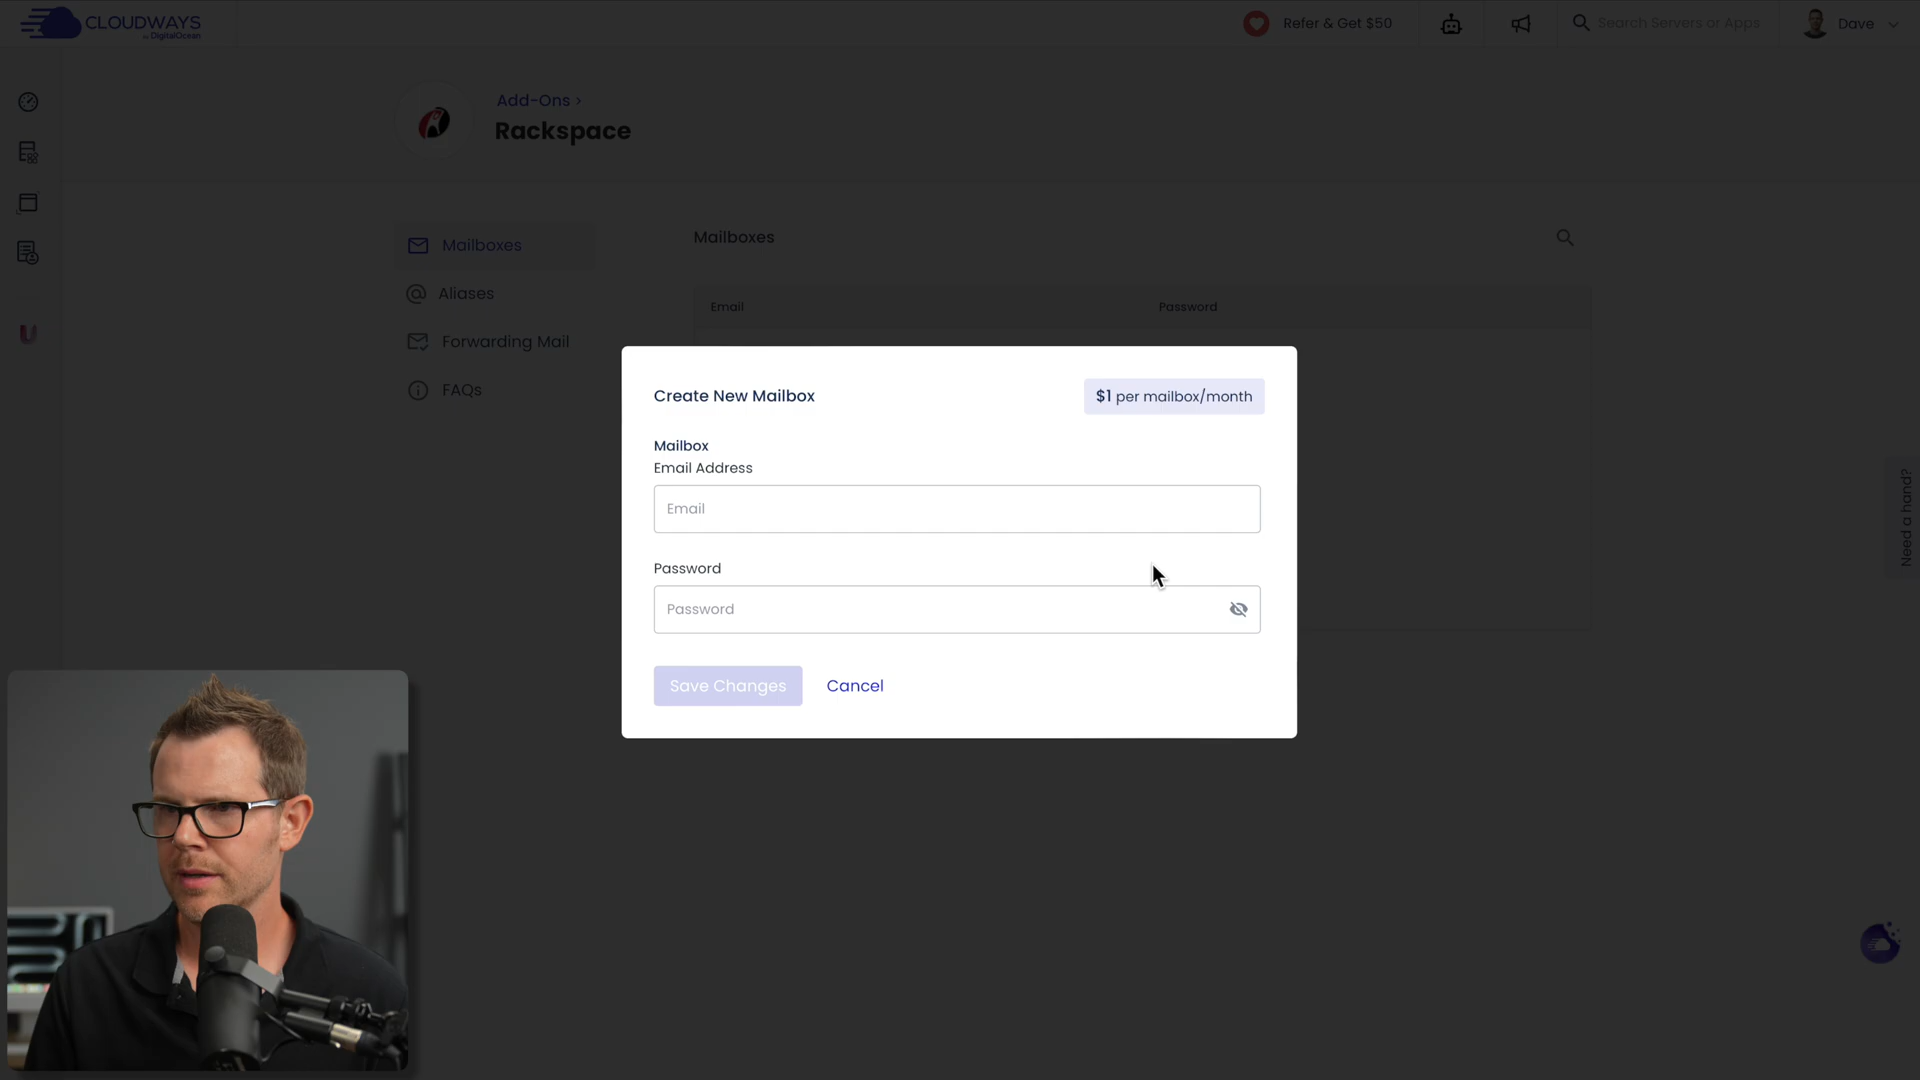 CLOUDWAYS
by DigitalOcean
Refer & Get $50
Search Servers or Apps
Dave
Add-Ons ›
Rackspace
Mailboxes
Aliases
Forwarding Mail
FAQs
Mailboxes
Email Password
Create New Mailbox
$1 per mailbox/month
Mailbox
Email Address
Email
Password
Password
Save Changes Cancel
Need a hand?